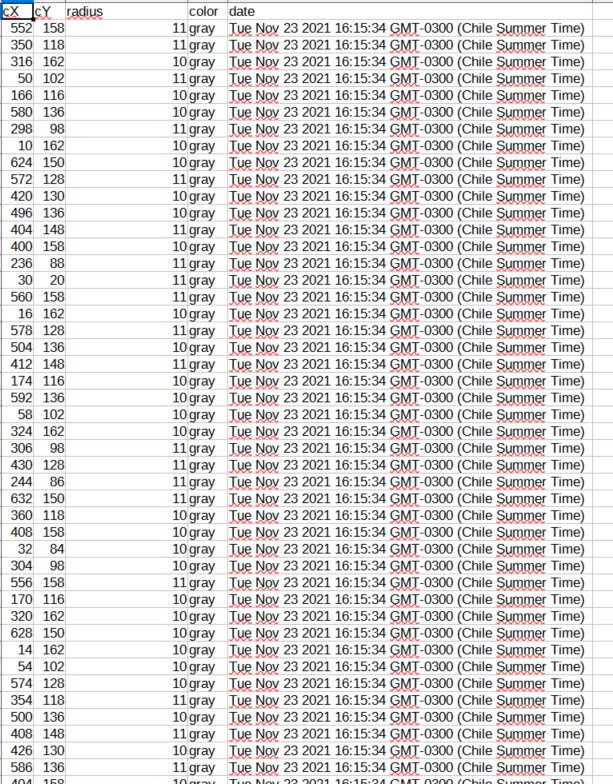 cX cY radius color date
552 158 11 gray Tue Nov 23 2021 16:15:34 GMT-0300 (Chile Summer Time)
350 118 11 gray Tue Nov 23 2021 16:15:34 GMT-0300 (Chile Summer Time)
316 162 10 gray Tue Nov 23 2021 16:15:34 GMT-0300 (Chile Summer Time)
50 102 11 gray Tue Nov 23 2021 16:15:34 GMT-0300 (Chile Summer Time)
166 116 10 gray Tue Nov 23 2021 16:15:34 GMT-0300 (Chile Summer Time)
580 136 10 gray Tue Nov 23 2021 16:15:34 GMT-0300 (Chile Summer Time)
298 98 11 gray Tue Nov 23 2021 16:15:34 GMT-0300 (Chile Summer Time)
10 162 10 gray Tue Nov 23 2021 16:15:34 GMT-0300 (Chile Summer Time)
624 150 10 gray Tue Nov 23 2021 16:15:34 GMT-0300 (Chile Summer Time)
572 128 11 gray Tue Nov 23 2021 16:15:34 GMT-0300 (Chile Summer Time)
420 130 10 gray Tue Nov 23 2021 16:15:34 GMT-0300 (Chile Summer Time)
496 136 10 gray Tue Nov 23 2021 16:15:34 GMT-0300 (Chile Summer Time)
404 148 11 gray Tue Nov 23 2021 16:15:34 GMT-0300 (Chile Summer Time)
400 158 10 gray Tue Nov 23 2021 16:15:34 GMT-0300 (Chile Summer Time)
236 88 11 gray Tue Nov 23 2021 16:15:34 GMT-0300 (Chile Summer Time)
30 20 11 gray Tue Nov 23 2021 16:15:34 GMT-0300 (Chile Summer Time)
560 158 11 gray Tue Nov 23 2021 16:15:34 GMT-0300 (Chile Summer Time)
16 162 10 gray Tue Nov 23 2021 16:15:34 GMT-0300 (Chile Summer Time)
578 128 11 gray Tue Nov 23 2021 16:15:34 GMT-0300 (Chile Summer Time)
504 136 10 gray Tue Nov 23 2021 16:15:34 GMT-0300 (Chile Summer Time)
412 148 11 gray Tue Nov 23 2021 16:15:34 GMT-0300 (Chile Summer Time)
174 116 10 gray Tue Nov 23 2021 16:15:34 GMT-0300 (Chile Summer Time)
592 136 10 gray Tue Nov 23 2021 16:15:34 GMT-0300 (Chile Summer Time)
58 102 10 gray Tue Nov 23 2021 16:15:34 GMT-0300 (Chile Summer Time)
324 162 10 gray Tue Nov 23 2021 16:15:34 GMT-0300 (Chile Summer Time)
306 98 11 gray Tue Nov 23 2021 16:15:34 GMT-0300 (Chile Summer Time)
430 128 11 gray Tue Nov 23 2021 16:15:34 GMT-0300 (Chile Summer Time)
244 86 11 gray Tue Nov 23 2021 16:15:34 GMT-0300 (Chile Summer Time)
632 150 11 gray Tue Nov 23 2021 16:15:34 GMT-0300 (Chile Summer Time)
360 118 10 gray Tue Nov 23 2021 16:15:34 GMT-0300 (Chile Summer Time)
408 158 10 gray Tue Nov 23 2021 16:15:34 GMT-0300 (Chile Summer Time)
32 84 10 gray Tue Nov 23 2021 16:15:34 GMT-0300 (Chile Summer Time)
304 98 10 gray Tue Nov 23 2021 16:15:34 GMT-0300 (Chile Summer Time)
556 158 11 gray Tue Nov 23 2021 16:15:34 GMT-0300 (Chile Summer Time)
170 116 10 gray Tue Nov 23 2021 16:15:34 GMT-0300 (Chile Summer Time)
320 162 10 gray Tue Nov 23 2021 16:15:34 GMT-0300 (Chile Summer Time)
628 150 10 gray Tue Nov 23 2021 16:15:34 GMT-0300 (Chile Summer Time)
14 162 10 gray Tue Nov 23 2021 16:15:34 GMT-0300 (Chile Summer Time)
54 102 10 gray Tue Nov 23 2021 16:15:34 GMT-0300 (Chile Summer Time)
574 128 10 gray Tue Nov 23 2021 16:15:34 GMT-0300 (Chile Summer Time)
354 118 11 gray Tue Nov 23 2021 16:15:34 GMT-0300 (Chile Summer Time)
500 136 10 gray Tue Nov 23 2021 16:15:34 GMT-0300 (Chile Summer Time)
408 148 11 gray Tue Nov 23 2021 16:15:34 GMT-0300 (Chile Summer Time)
426 130 10 gray Tue Nov 23 2021 16:15:34 GMT-0300 (Chile Summer Time)
586 136 11 gray Tue Nov 23 2021 16:15:34 GMT-0300 (Chile Summer Time)
404 158 10 gray Tue Nov 23 2021 16:15:34 GMT-0300 (Chile Summer Time)